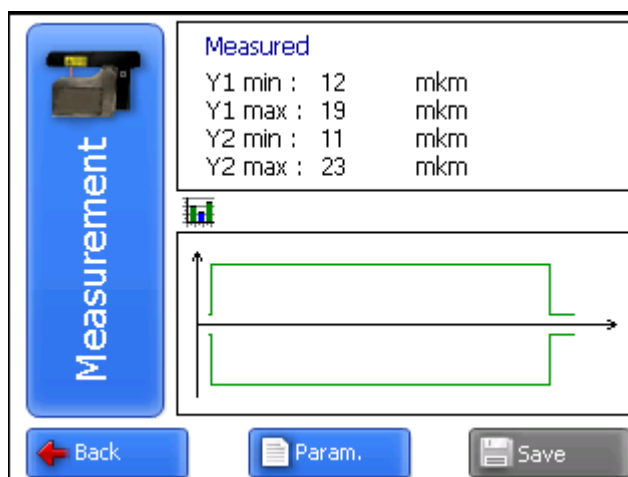 Measurement
Measured
Y1 min : 12 mkm
Y1 max : 19 mkm
Y2 min : 11 mkm
Y2 max : 23 mkm
Back
Param.
Save